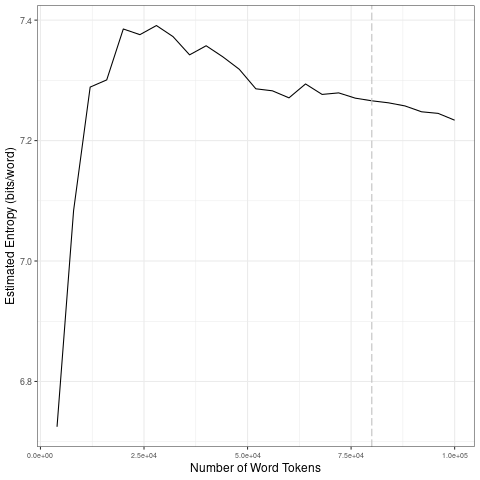 7.4
7.2
7.0
6.8
Estimated Entropy (bits/word)
0.0e+00 2.5e+04 5.0e+04 7.5e+04 1.0e+05
Number of Word Tokens